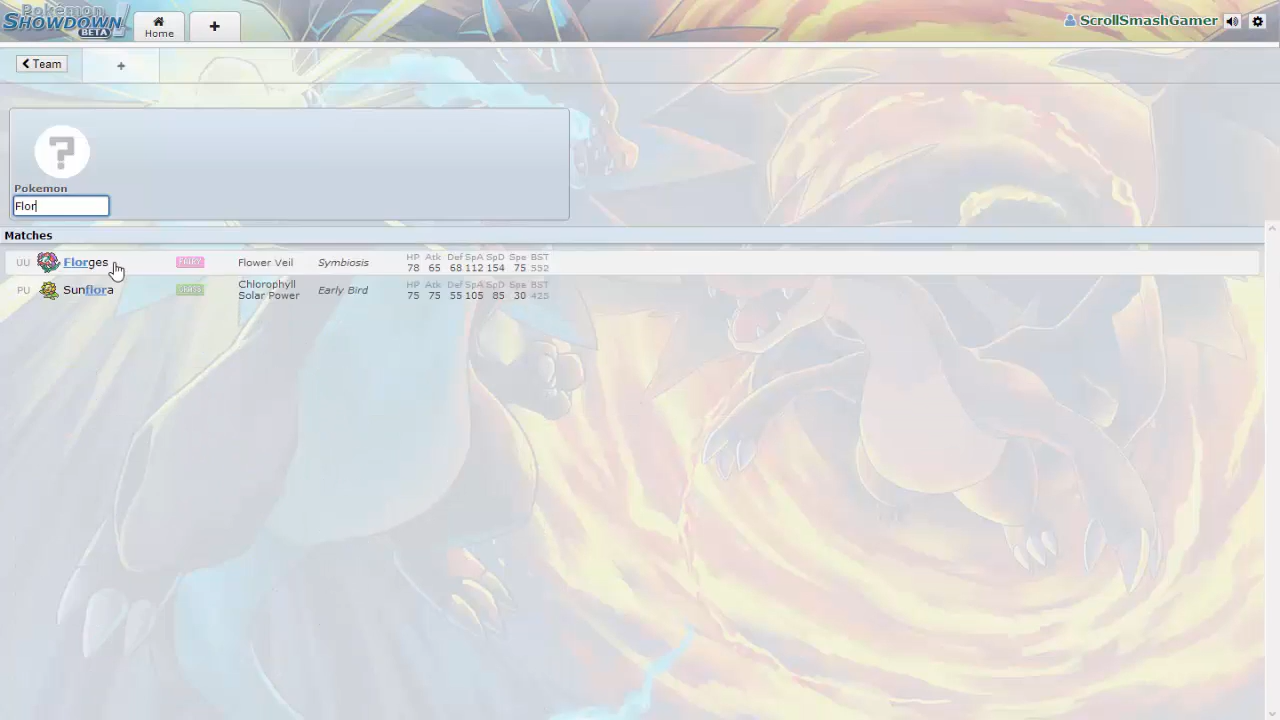 Pokémon
SHOWDOWN!
BETA
Home
+
ScrollSmashGamer
Team
+
?
Pokemon
Flor
Matches
UU Florges FAIRY Flower Veil Symbiosis HP 78 Atk 65 Def 68 SpA 112 SpD 154 Spe 75 BST 552
PU Sunflora GRASS Chlorophyll Solar Power Early Bird HP 75 Atk 75 Def 55 SpA 105 SpD 85 Spe 30 BST 425